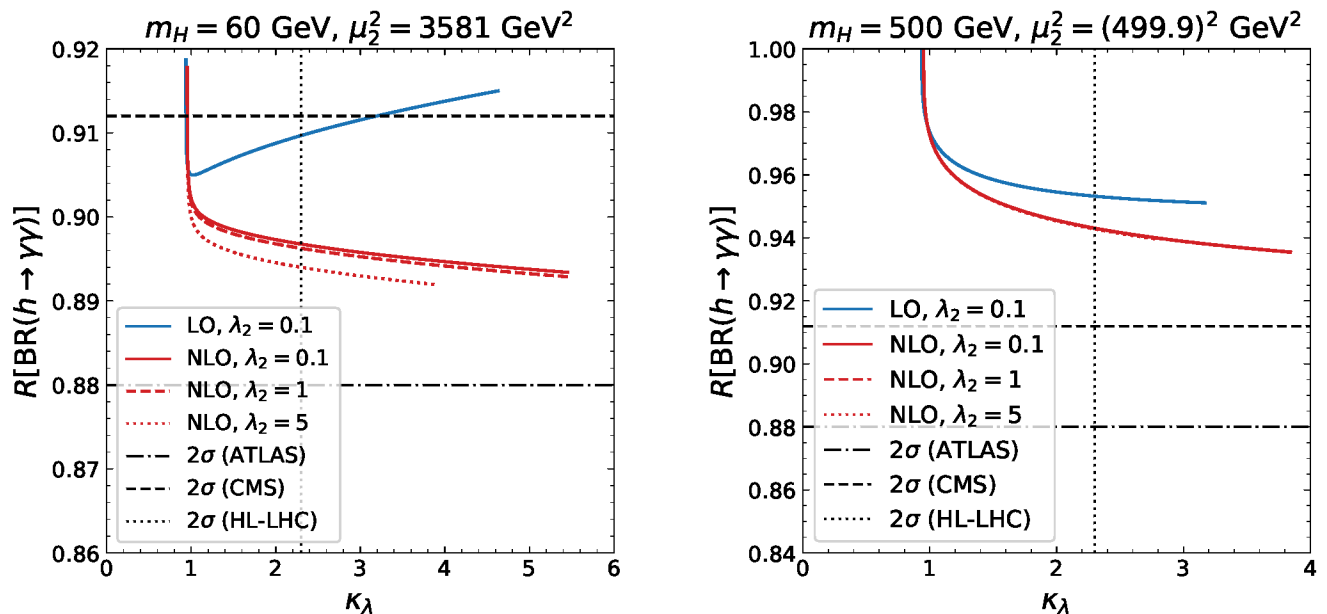 m_H = 60 GeV, μ_2^2 = 3581 GeV^2
R[BR(h → γγ)]
0.92
0.91
0.90
0.89
0.88
0.87
0.86
LO, λ_2 = 0.1
NLO, λ_2 = 0.1
NLO, λ_2 = 1
NLO, λ_2 = 5
2σ (ATLAS)
2σ (CMS)
2σ (HL-LHC)
0 1 2 3 4 5 6
κ_λ
m_H = 500 GeV, μ_2^2 = (499.9)^2 GeV^2
R[BR(h → γγ)]
1.00
0.98
0.96
0.94
0.92
0.90
0.88
0.86
0.84
LO, λ_2 = 0.1
NLO, λ_2 = 0.1
NLO, λ_2 = 1
NLO, λ_2 = 5
2σ (ATLAS)
2σ (CMS)
2σ (HL-LHC)
0 1 2 3 4
κ_λ